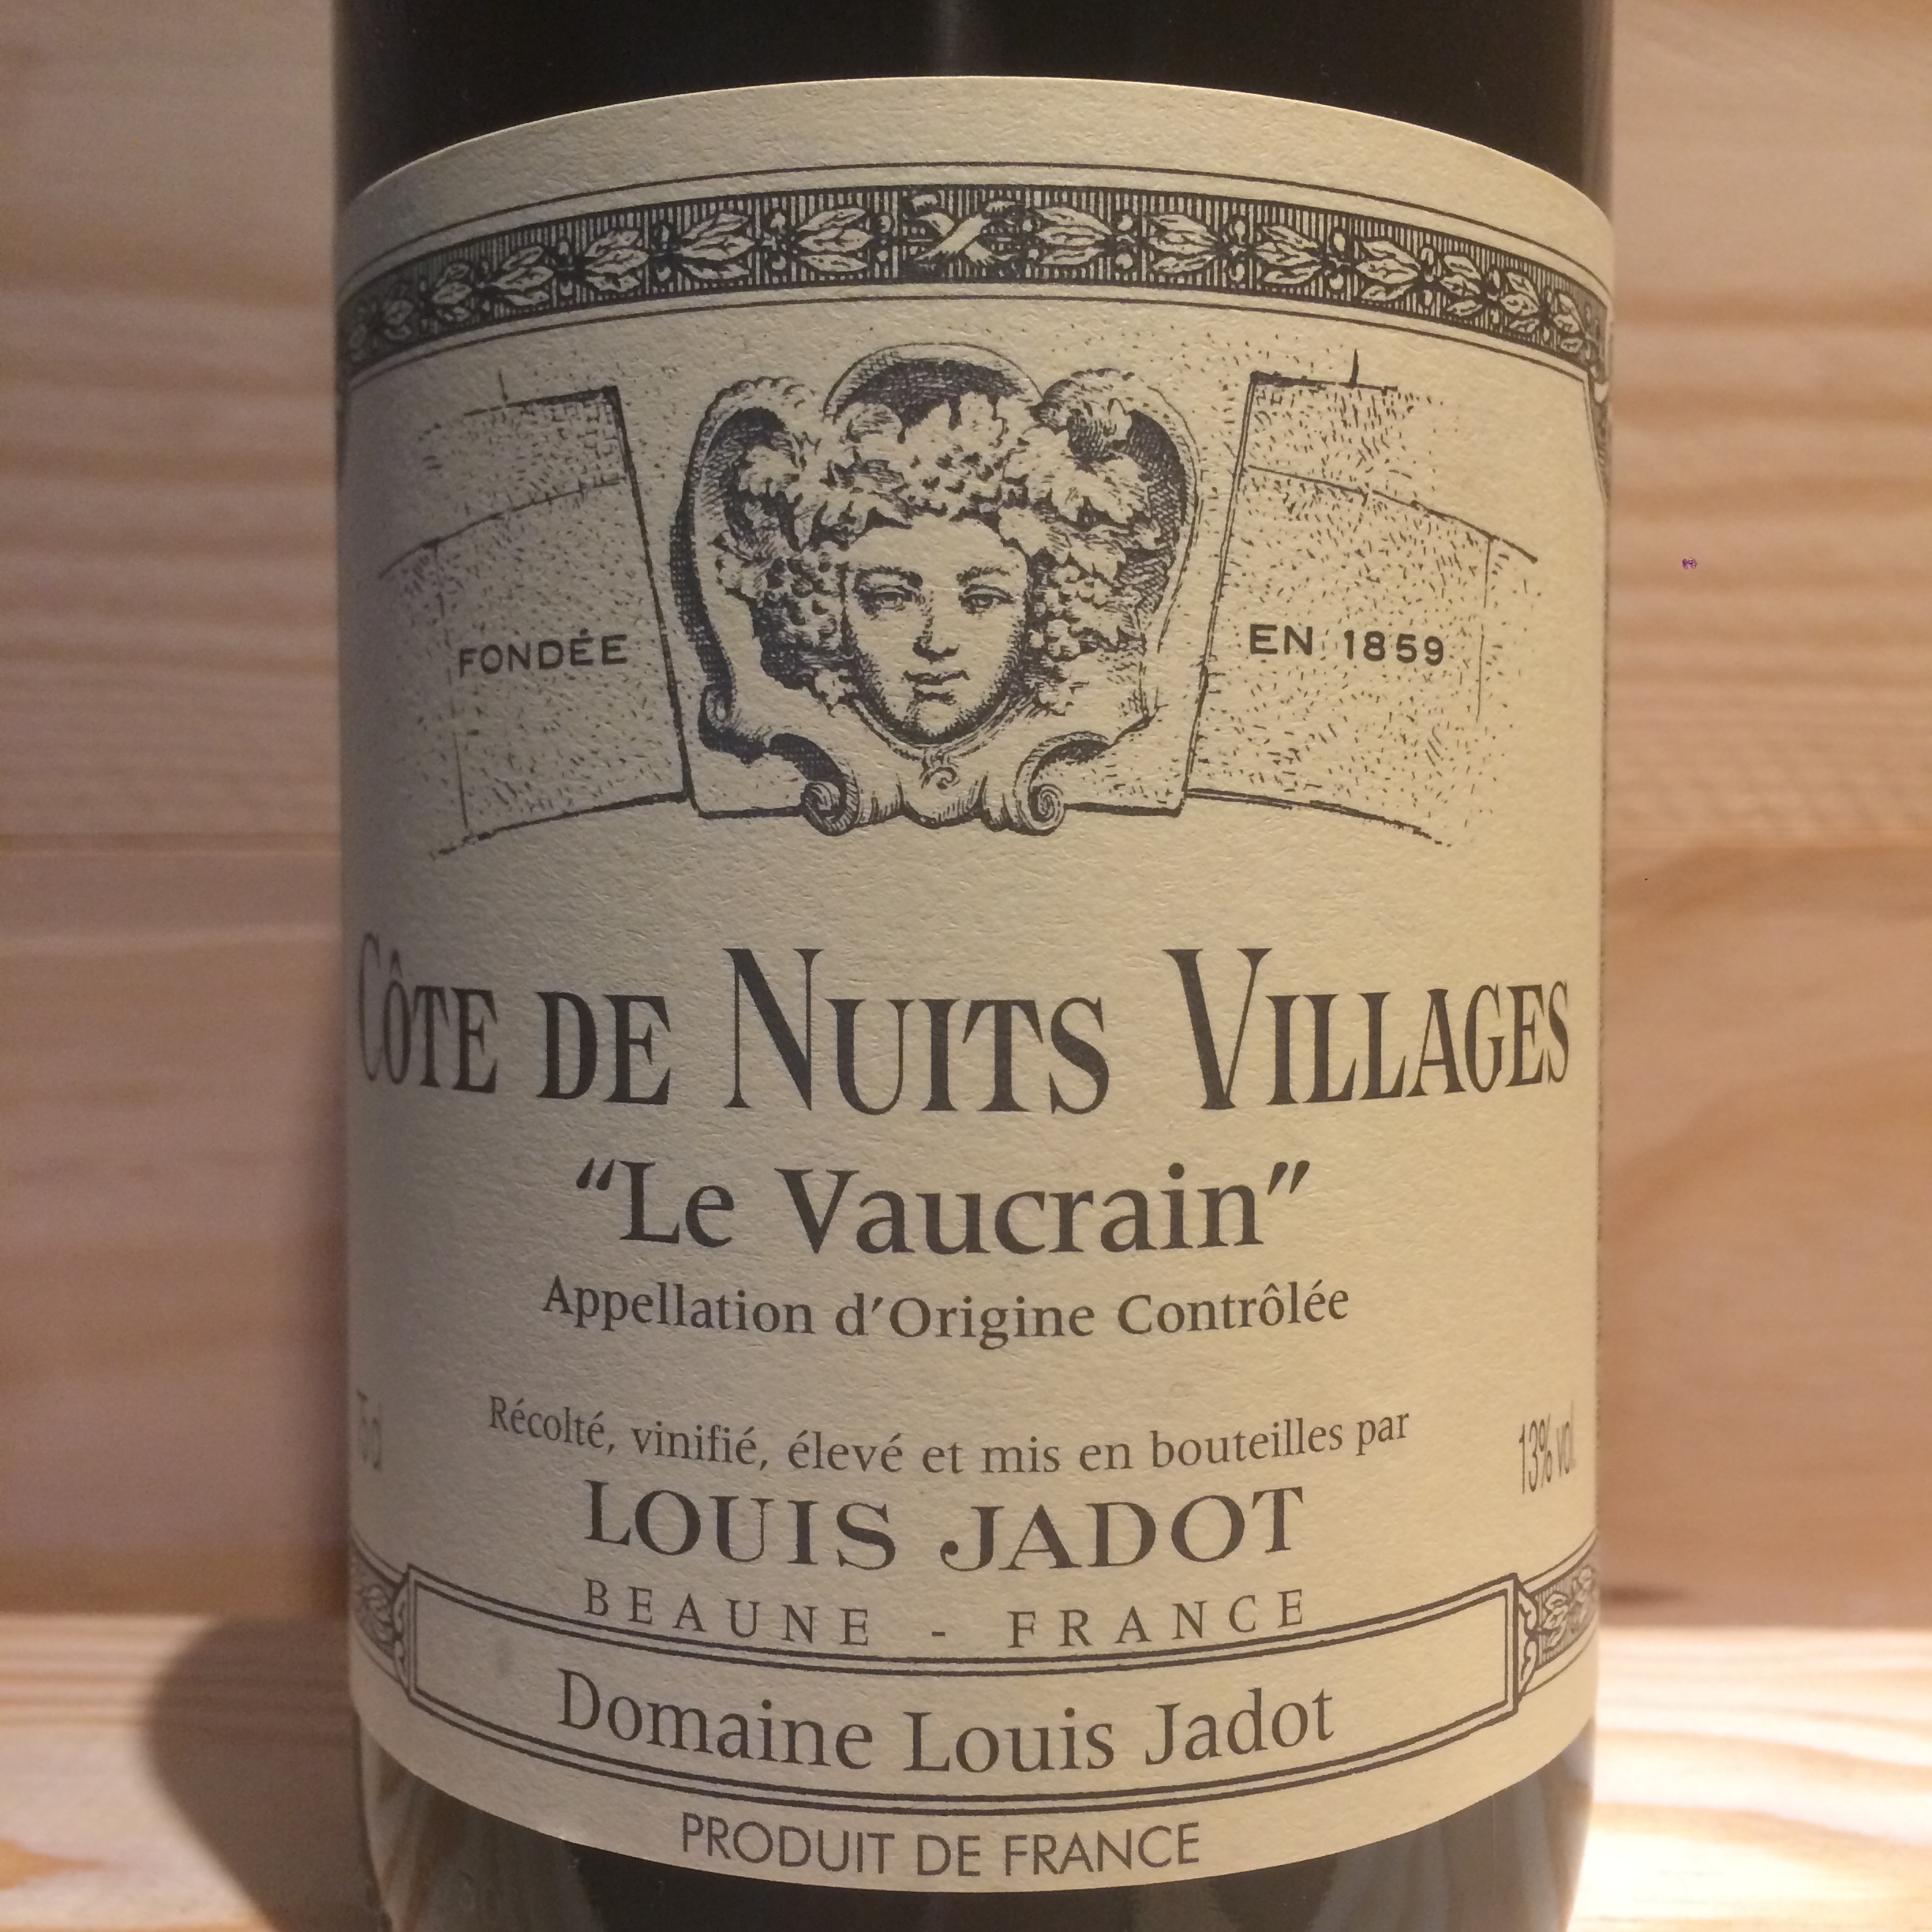 FONDÉE EN 1859
CÔTE DE NUITS VILLAGES
“Le Vaucrain”
Appellation d’Origine Contrôlée
Récolté, vinifié, élevé et mis en bouteilles par
75 cl
13% vol.
LOUIS JADOT
BEAUNE - FRANCE
Domaine Louis Jadot
PRODUIT DE FRANCE